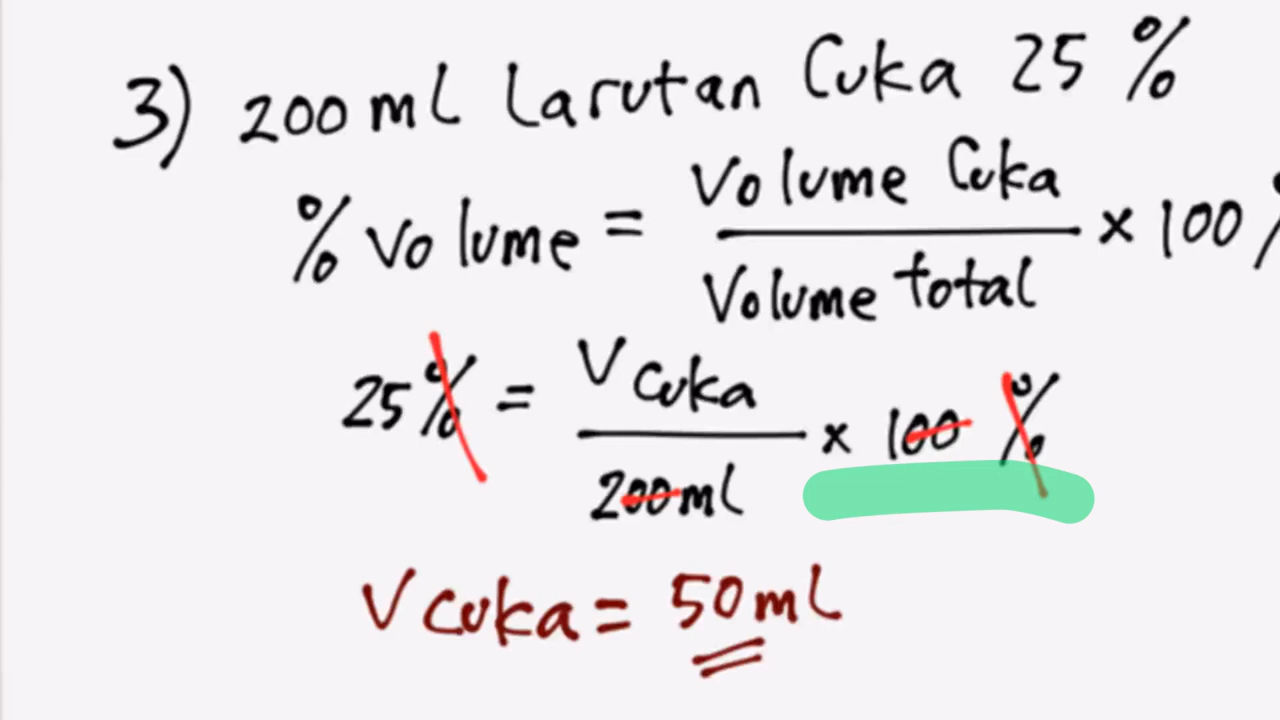 3) 200 ml Larutan Cuka 25 %
% Volume = Volume Cuka / Volume total x 100 %
25 % = V Cuka / 200 ml x 100 %
V Cuka = 50 ml